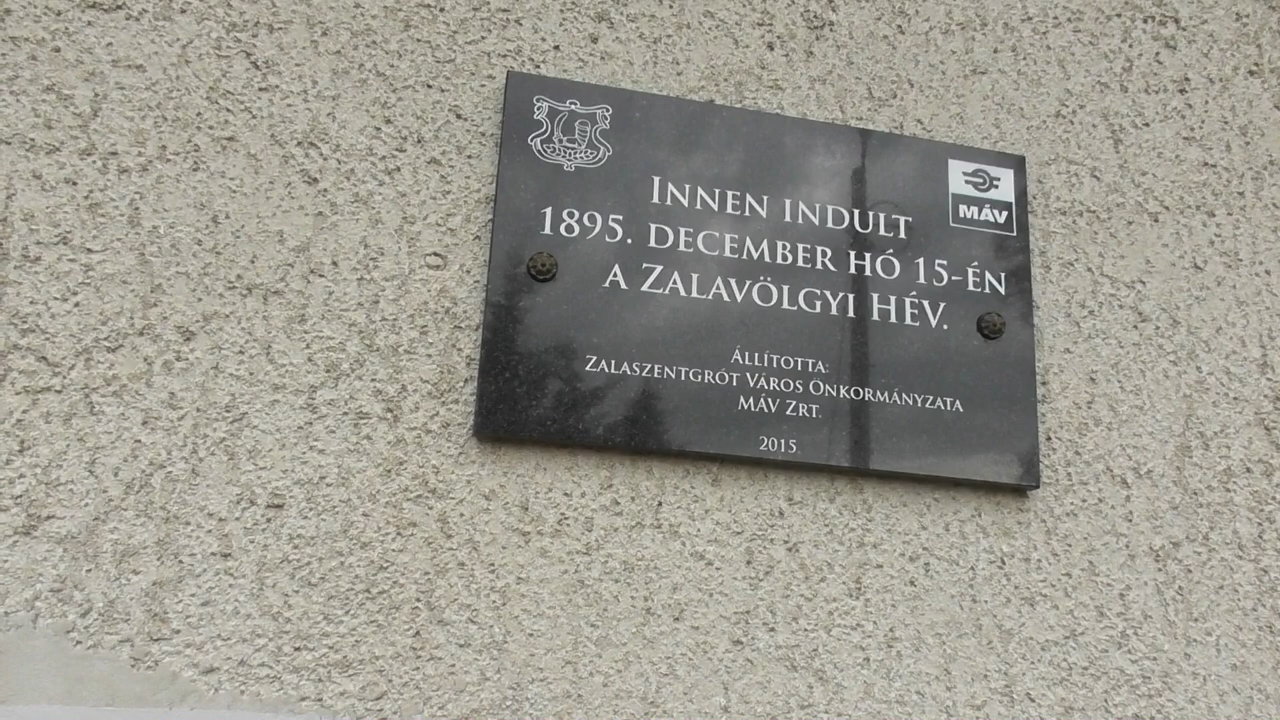 INNEN INDULT
MÁV
1895. DECEMBER HÓ 15-ÉN
A ZALAVÖLGYI HÉV.
ÁLLÍTOTTA:
ZALASZENTGRÓT VÁROS ÖNKORMÁNYZATA
MÁV ZRT.
2015